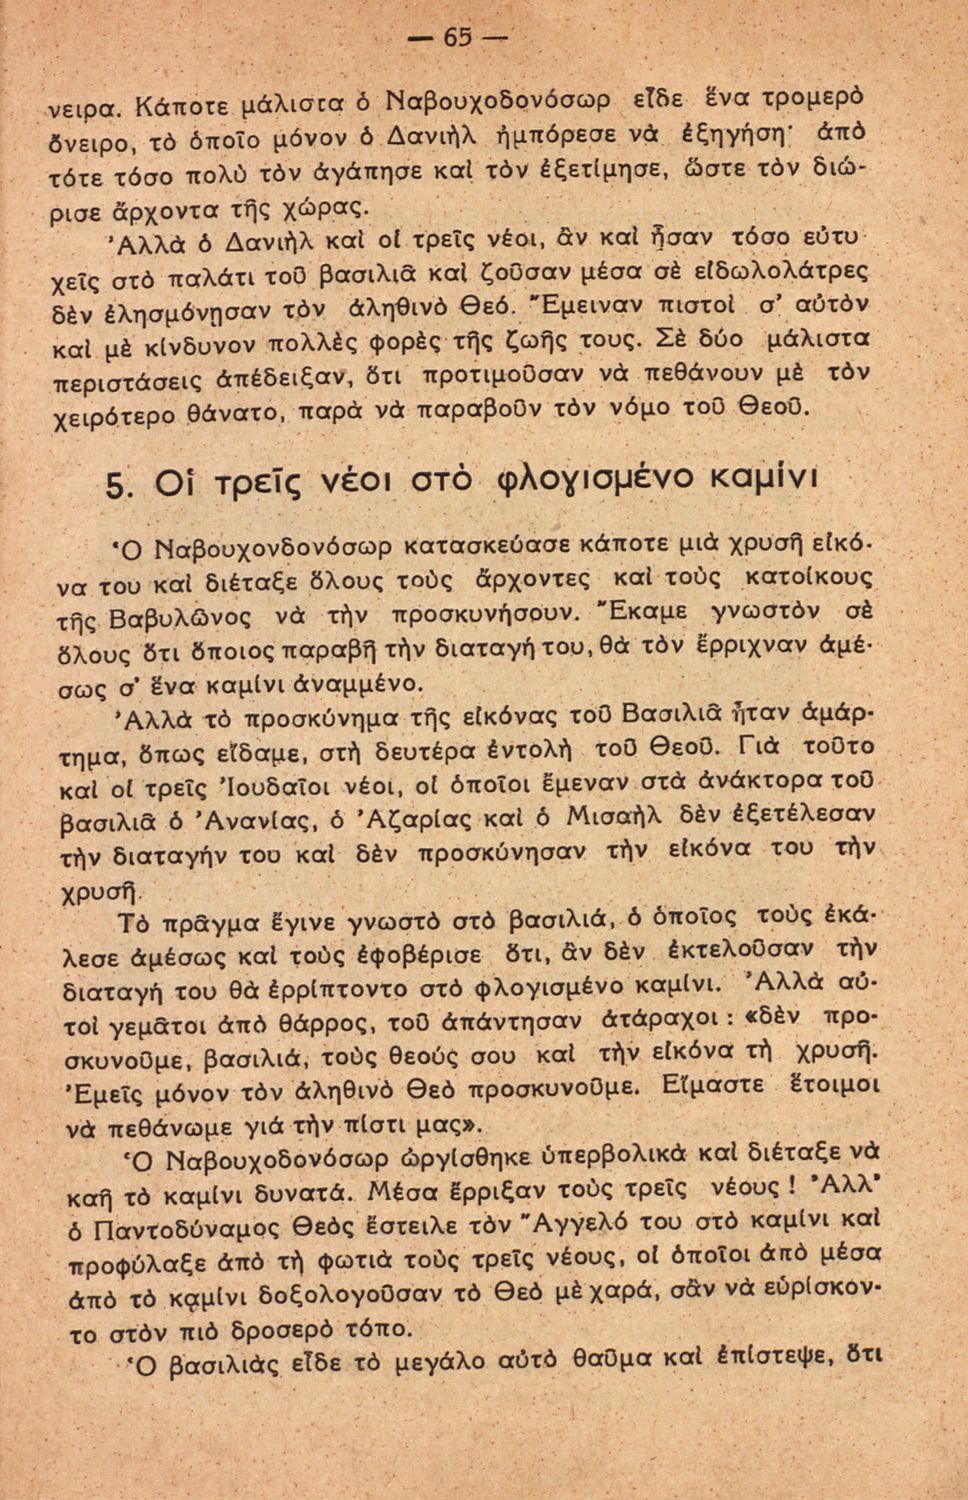 — 65 —
νειρα. Κάποτε μάλιστα ὁ Ναβουχοδονόσωρ εἶδε ἕνα τρομερὸ
ὄνειρο, τὸ ὁποῖο μόνον ὁ Δανιὴλ ἠμπόρεσε νὰ ἐξηγήση· ἀπὸ
τότε τόσο πολὺ τὸν ἀγάπησε καὶ τὸν ἐξετίμησε, ὥστε τὸν διώ-
ρισε ἄρχοντα τῆς χώρας.
Ἀλλὰ ὁ Δανιὴλ καὶ οἱ τρεῖς νέοι, ἂν καὶ ἦσαν τόσο εὐτυ-
χεῖς στὸ παλάτι τοῦ βασιλιᾶ καὶ ζοῦσαν μέσα σὲ εἰδωλολάτρες
δὲν ἐλησμόνησαν τὸν ἀληθινὸ Θεό. Ἔμειναν πιστοὶ σ' αὐτὸν
καὶ μὲ κίνδυνον πολλὲς φορὲς τῆς ζωῆς τους. Σὲ δύο μάλιστα
περιστάσεις ἀπέδειξαν, ὅτι προτιμοῦσαν νὰ πεθάνουν μὲ τὸν
χειρότερο θάνατο, παρὰ νὰ παραβοῦν τὸν νόμο τοῦ Θεοῦ.
5. Οἱ τρεῖς νέοι στὸ φλογισμένο καμίνι
Ὁ Ναβουχονδονόσωρ κατασκεύασε κάποτε μιὰ χρυσῆ εἰκό-
να του καὶ διέταξε ὅλους τοὺς ἄρχοντες καὶ τοὺς κατοίκους
τῆς Βαβυλῶνος νὰ τὴν προσκυνήσουν. Ἔκαμε γνωστὸν σὲ
ὅλους ὅτι ὅποιος παραβῆ τὴν διαταγή του, θὰ τὸν ἔρριχναν ἀμέ-
σως σ' ἕνα καμίνι ἀναμμένο.
Ἀλλὰ τὸ προσκύνημα τῆς εἰκόνας τοῦ Βασιλιᾶ ἦταν ἁμάρ-
τημα, ὅπως εἴδαμε, στὴ δευτέρα ἐντολὴ τοῦ Θεοῦ. Γιὰ τοῦτο
καὶ οἱ τρεῖς Ἰουδαῖοι νέοι, οἱ ὁποῖοι ἔμεναν στὰ ἀνάκτορα τοῦ
βασιλιᾶ ὁ Ἀνανίας, ὁ Ἀζαρίας καὶ ὁ Μισαὴλ δὲν ἐξετέλεσαν
τὴν διαταγήν του καὶ δὲν προσκύνησαν τὴν εἰκόνα του τὴν
χρυσῆ.
Τὸ πρᾶγμα ἔγινε γνωστὸ στὸ βασιλιά, ὁ ὁποῖος τοὺς ἐκά-
λεσε ἀμέσως καὶ τοὺς ἐφοβέρισε ὅτι, ἂν δὲν ἐκτελοῦσαν τὴν
διαταγή του θὰ ἐρρίπτοντο στὸ φλογισμένο καμίνι. Ἀλλὰ αὐ-
τοὶ γεμᾶτοι ἀπὸ θάρρος, τοῦ ἀπάντησαν ἀτάραχοι : «δὲν προ-
σκυνοῦμε, βασιλιά, τοὺς θεούς σου καὶ τὴν εἰκόνα τὴ χρυσῆ.
Ἐμεῖς μόνον τὸν ἀληθινὸ Θεὸ προσκυνοῦμε. Εἴμαστε ἕτοιμοι
νὰ πεθάνωμε γιά τὴν πίστι μας».
Ὁ Ναβουχοδονόσωρ ὠργίσθηκε ὑπερβολικὰ καὶ διέταξε νὰ
καῆ τὸ καμίνι δυνατά. Μέσα ἔρριξαν τοὺς τρεῖς νέους ! Ἀλλ'
ὁ Παντοδύναμος Θεὸς ἔστειλε τὸν Ἄγγελό του στὸ καμίνι καὶ
προφύλαξε ἀπὸ τὴ φωτιὰ τοὺς τρεῖς νέους, οἱ ὁποῖοι ἀπὸ μέσα
ἀπὸ τὸ καμίνι δοξολογοῦσαν τὸ Θεὸ μὲ χαρά, σᾶν νὰ εὑρίσκον-
το στὸν πιὸ δροσερὸ τόπο.
Ὁ βασιλιὰς εἶδε τὸ μεγάλο αὐτὸ θαῦμα καὶ ἐπίστεψε, ὅτι